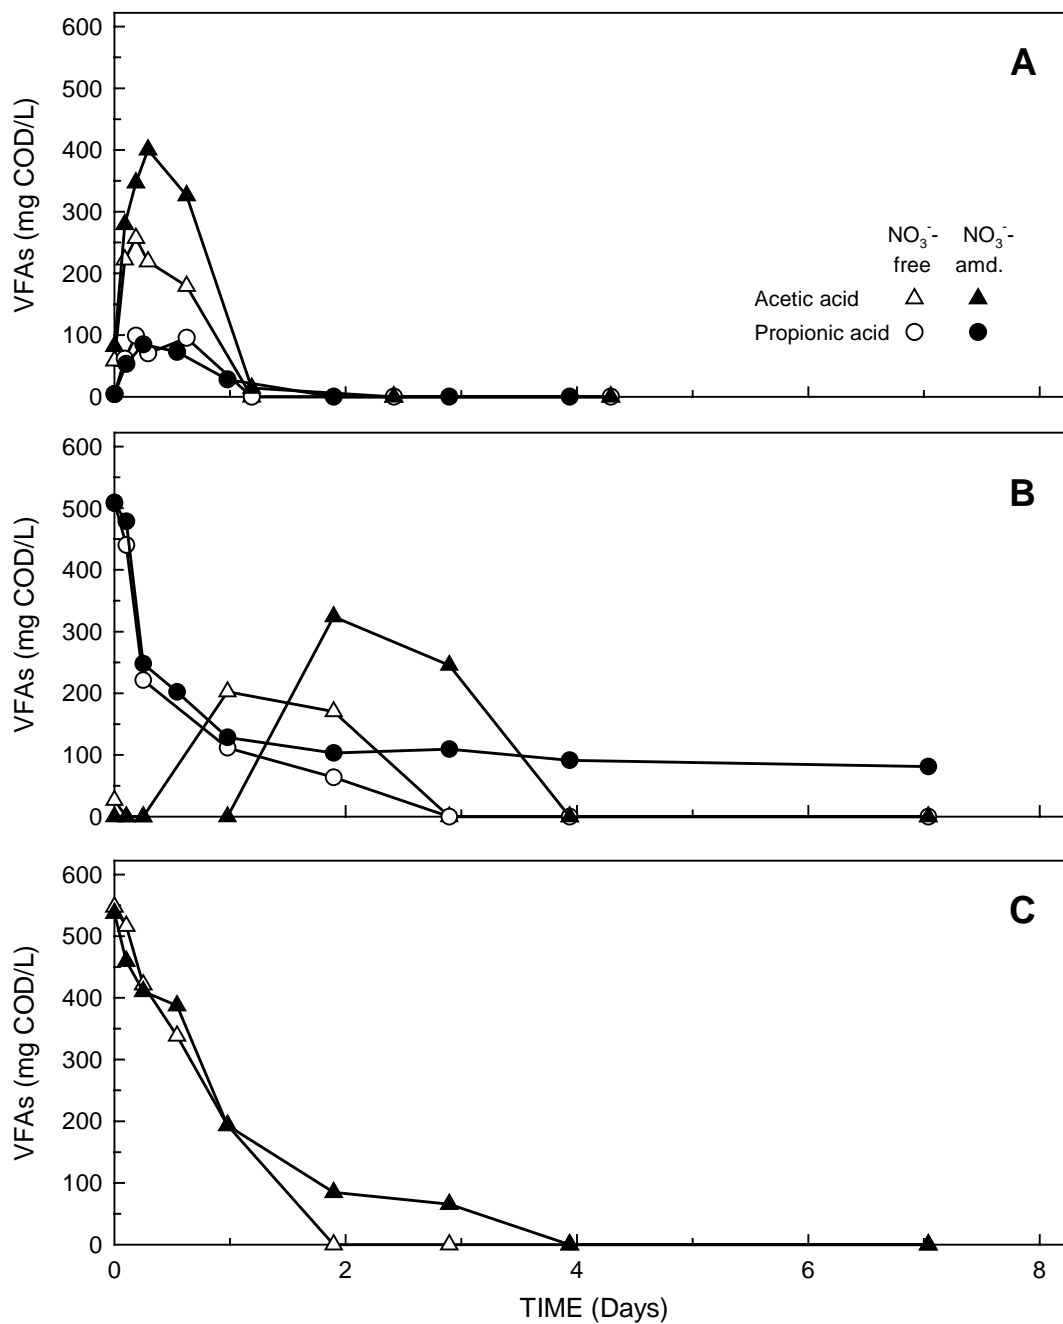 A
600
500
400
300
200
100
0
VFAs (mg COD/L)
NO₃⁻- NO₃⁻-
free amd.
Acetic acid
Propionic acid
B
600
500
400
300
200
100
0
VFAs (mg COD/L)
C
600
500
400
300
200
100
0
VFAs (mg COD/L)
0 2 4 6 8
TIME (Days)